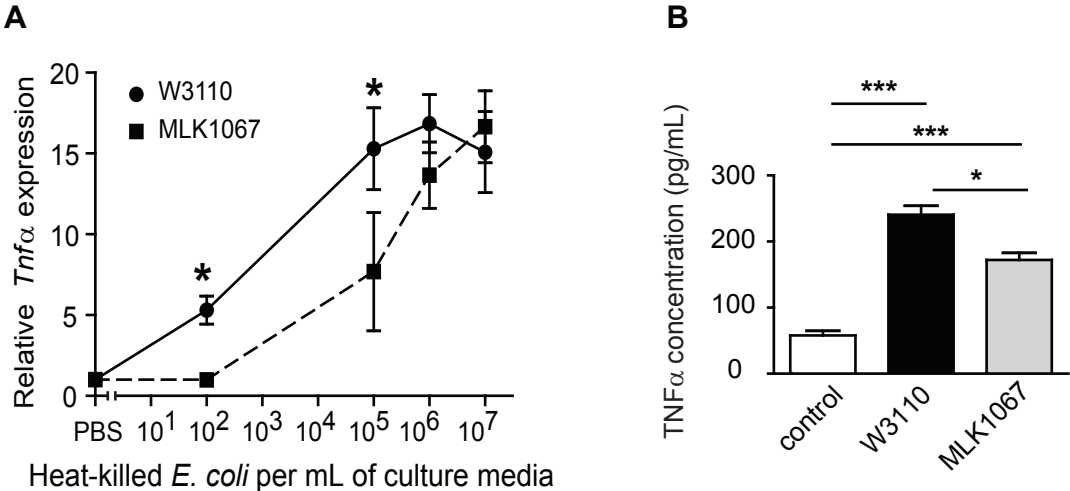 A
Relative Tnfα expression
20
15
10
5
0
W3110
MLK1067
*
*
PBS 10¹ 10² 10³ 10⁴ 10⁵ 10⁶ 10⁷
Heat-killed E. coli per mL of culture media
B
TNFα concentration (pg/mL)
***
***
*
300
200
100
0
control
W3110
MLK1067